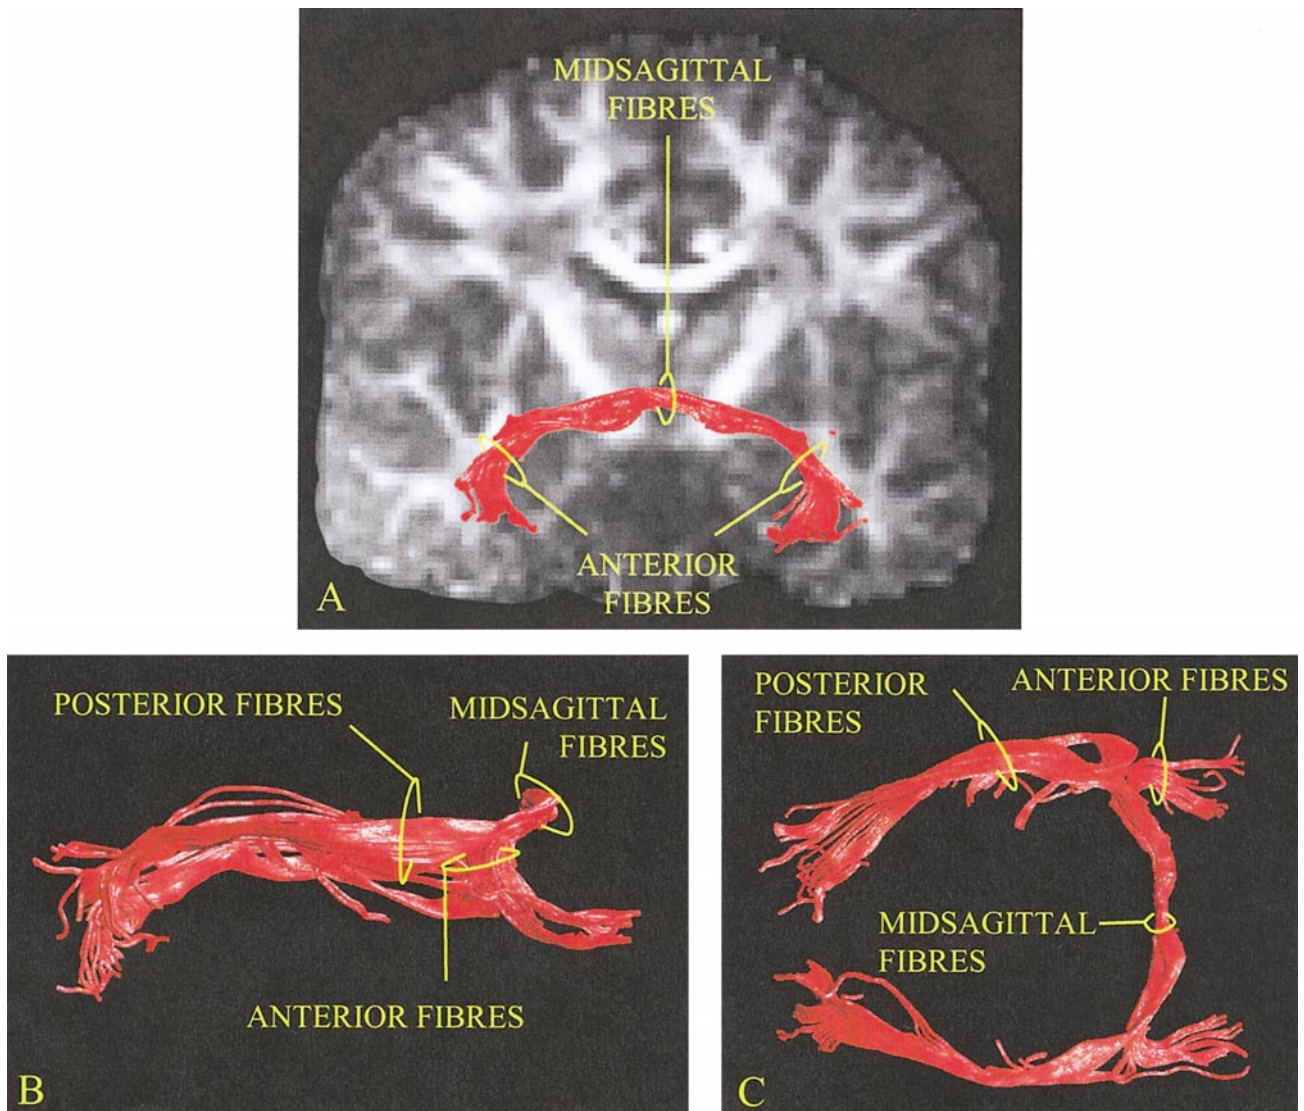 MIDSAGITTAL
FIBRES
ANTERIOR
FIBRES
A
POSTERIOR FIBRES
MIDSAGITTAL
FIBRES
ANTERIOR FIBRES
B
POSTERIOR
FIBRES
ANTERIOR FIBRES
MIDSAGITTAL
FIBRES
C